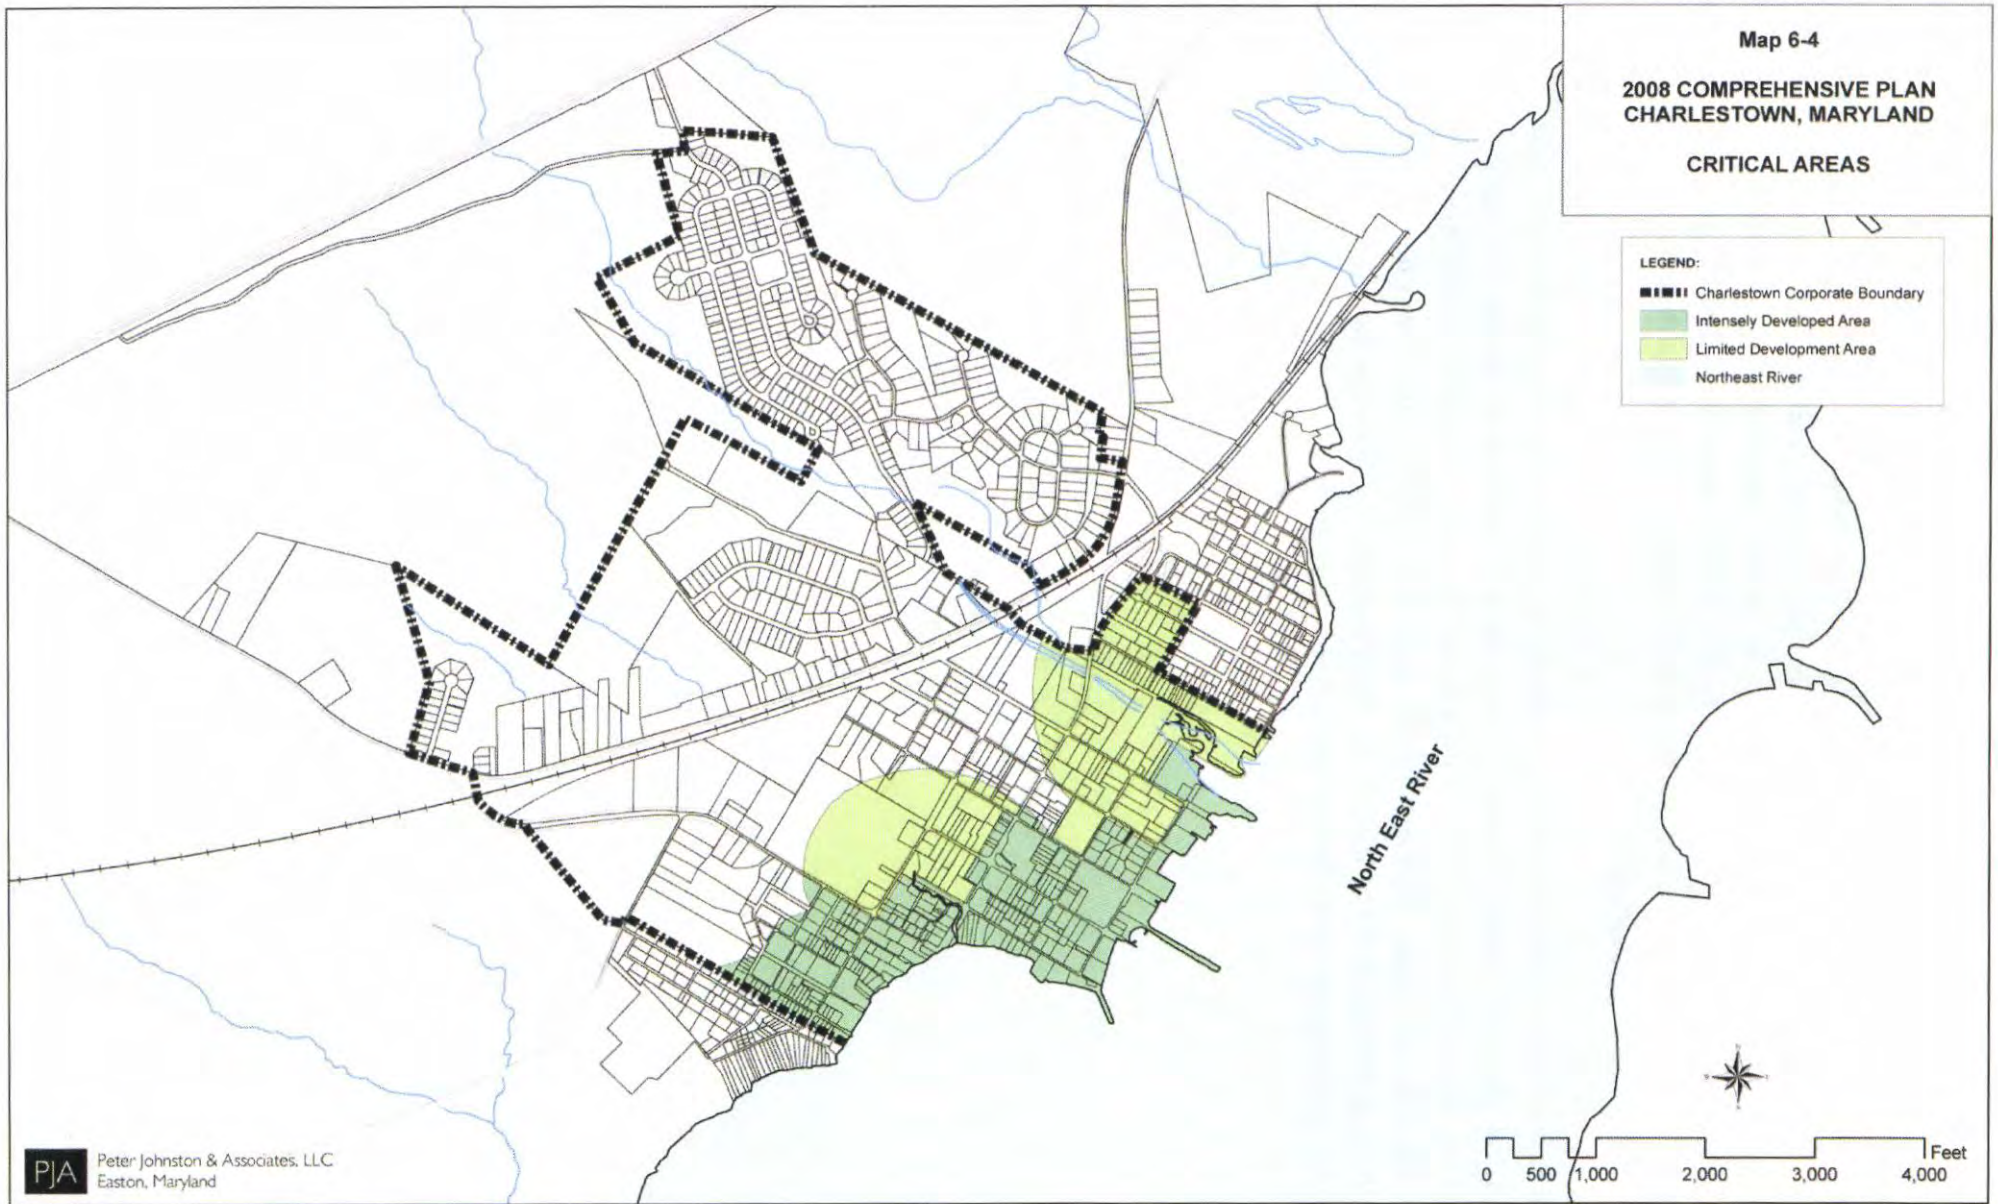 Map 6-4
2008 COMPREHENSIVE PLAN
CHARLESTOWN, MARYLAND
CRITICAL AREAS
LEGEND:
Charlestown Corporate Boundary
Intensely Developed Area
Limited Development Area
Northeast River
North East River
Feet
0 500 1,000 2,000 3,000 4,000
PJA
Peter Johnston & Associates, LLC
Easton, Maryland